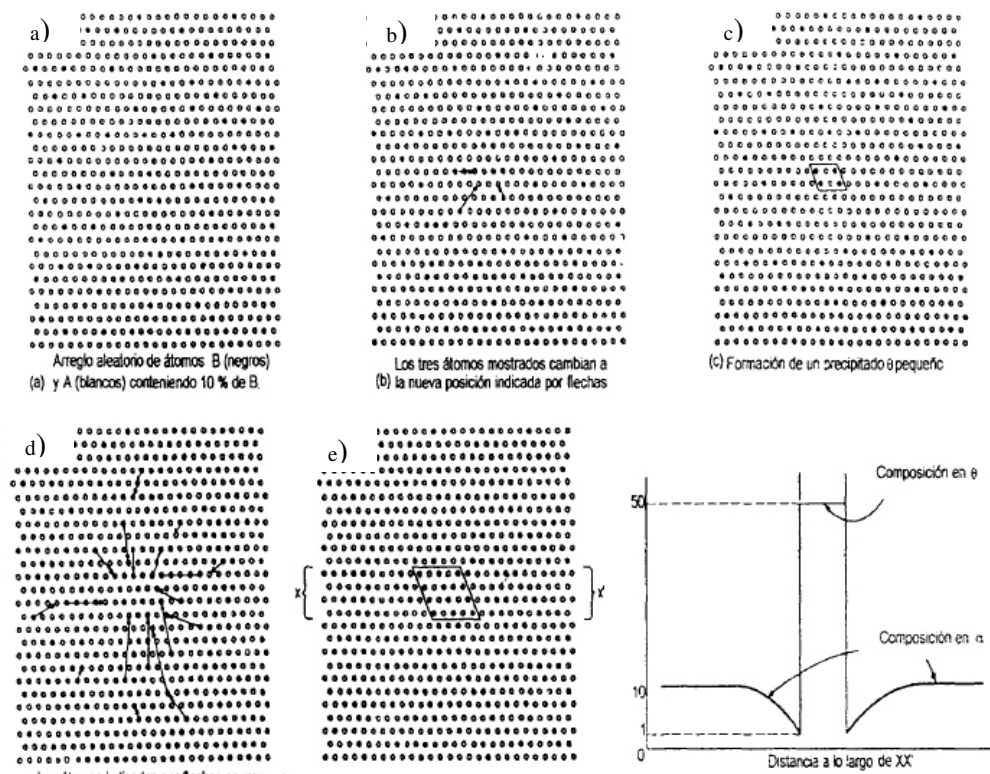 a)
b)
c)
Arreglo aleatorio de átomos B (negros)
(a) y A (blancos) conteniendo 10 % de B.
Los tres átomos mostrados cambian a
(b) la nueva posición indicada por flechas
(c) Formación de un precipitado θ pequeño
d)
e)
x
x'
50
10
1
0
Composición en θ
Composición en α
Distancia a lo largo de XX'